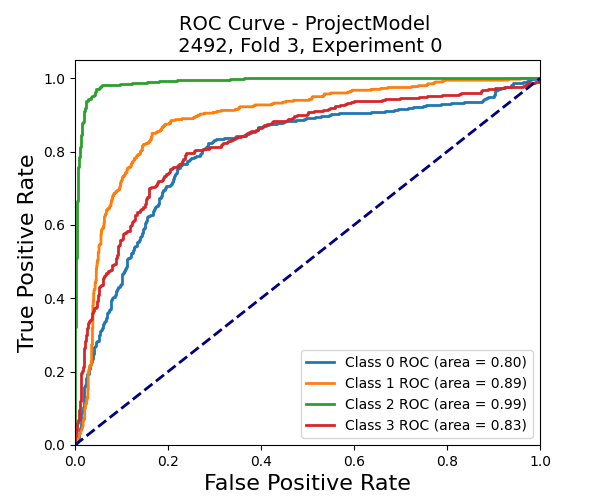 ROC Curve - ProjectModel
2492, Fold 3, Experiment 0
True Positive Rate
1.0
0.8
0.6
0.4
0.2
0.0
Class 0 ROC (area = 0.80)
Class 1 ROC (area = 0.89)
Class 2 ROC (area = 0.99)
Class 3 ROC (area = 0.83)
0.0 0.2 0.4 0.6 0.8 1.0
False Positive Rate